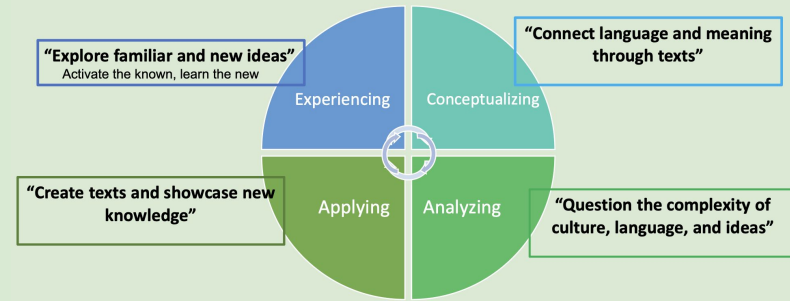 “Explore familiar and new ideas”
Activate the known, learn the new
Experiencing
“Connect language and meaning
through texts”
Conceptualizing
“Create texts and showcase new
knowledge”
Applying
Analyzing
“Question the complexity of
culture, language, and ideas”